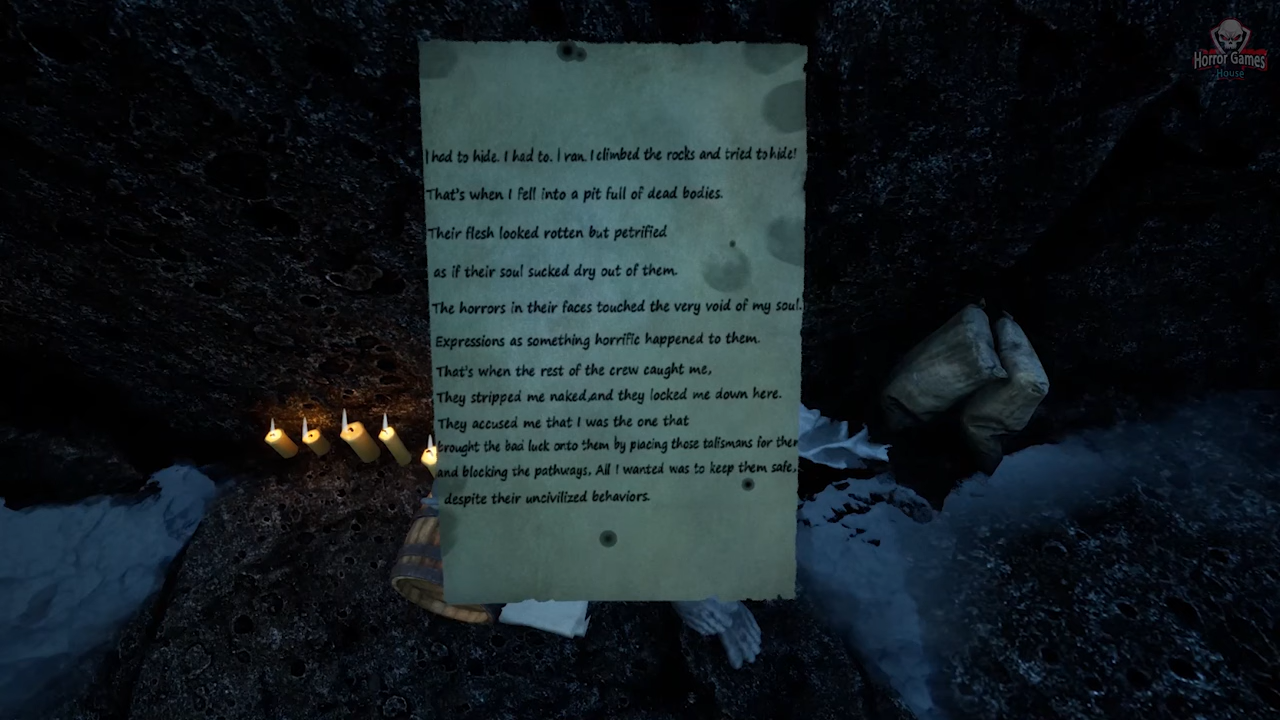 Horror Games
House
I had to hide. I had to. I ran. I climbed the rocks and tried to hide!
That's when I fell into a pit full of dead bodies.
Their flesh looked rotten but petrified
as if their soul sucked dry out of them.
The horrors in their faces touched the very void of my soul.
Expressions as something horrific happened to them.
That's when the rest of the crew caught me,
They stripped me naked,and they locked me down here.
They accused me that I was the one that
brought the bad luck onto them by placing those talismans for them
and blocking the pathways, All I wanted was to keep them safe,
despite their uncivilized behaviors.